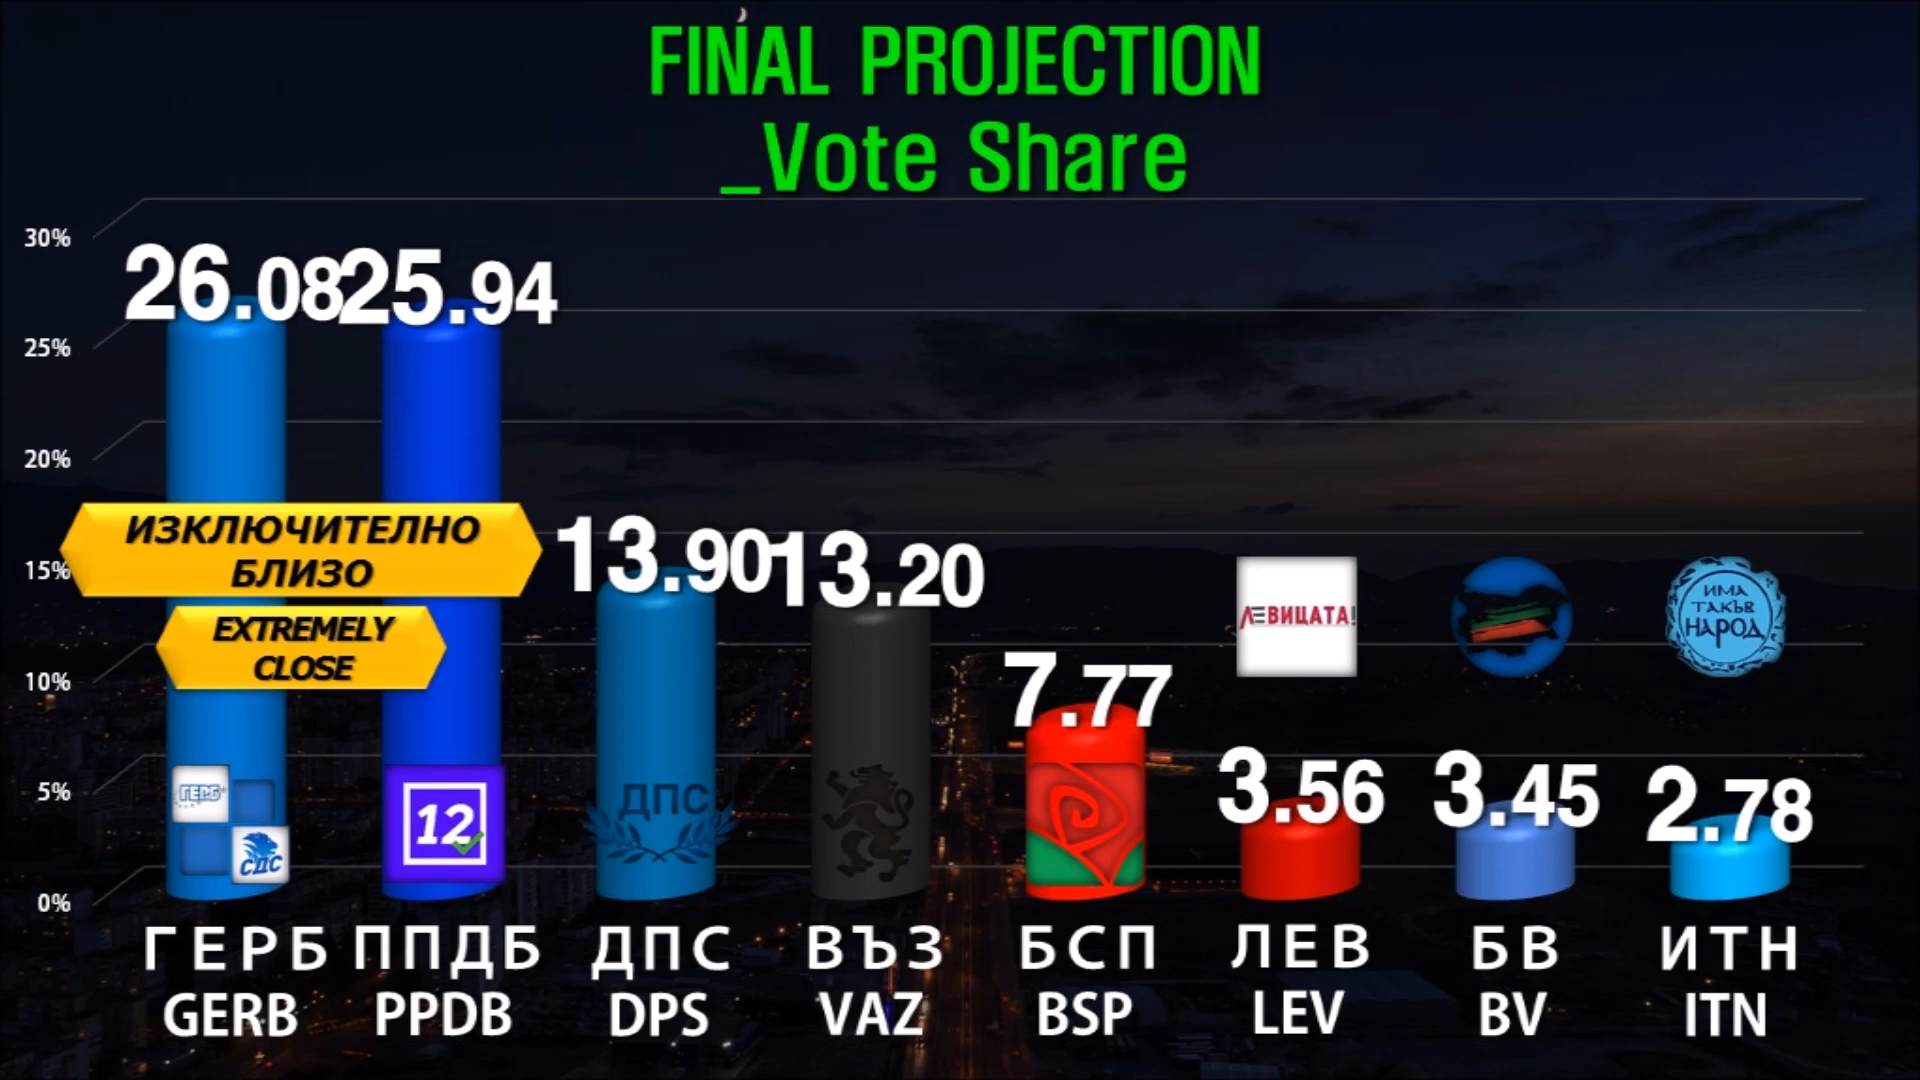 FINAL PROJECTION
_Vote Share
30%
25%
20%
15%
10%
5%
0%
26.08
25.94
13.90
13.20
7.77
3.56
3.45
2.78
ИЗКЛЮЧИТЕЛНО
БЛИЗО
EXTREMELY
CLOSE
ГЕРБ
СДС
12
ДПС
ЛЕВИЦАТА!
ИМА
ТАКЪВ
НАРОД
ГЕРБ ППДБ ДПС ВЪЗ БСП ЛЕВ БВ ИТН
GERB PPDB DPS VAZ BSP LEV BV ITN